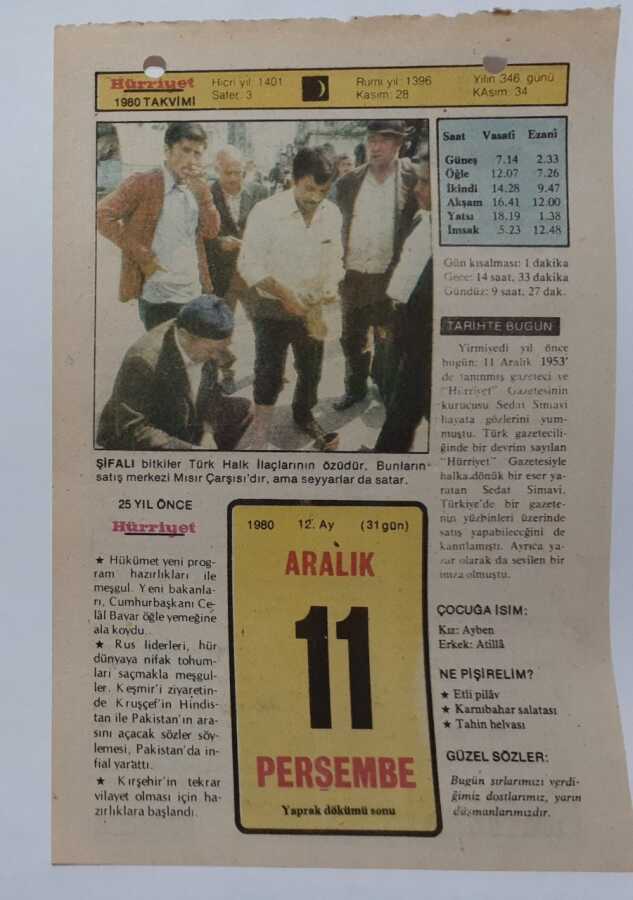 Hürriyet
1980 TAKVİMİ
Hicri yıl: 1401
Safer: 3
Rumi yıl: 1396
Kasım: 28
Yılın 346. günü
KAsım: 34
Saat Vasatî Ezanî
Güneş 7.14 2.33
Öğle 12.07 7.26
İkindi 14.28 9.47
Akşam 16.41 12.00
Yatsı 18.19 1.38
İmsak 5.23 12.48
Gün kısalması: 1 dakika
Gece: 14 saat, 33 dakika
Gündüz: 9 saat, 27 dak.
TARİHTE BUGÜN
Yirmiyedi yıl önce
bugün: 11 Aralık 1953'
de tanınmış gazeteci ve
"Hürriyet" Gazetesinin
kurucusu Sedat Simavi
hayata gözlerini yum-
muştu. Türk gazetecili-
ğinde bir devrim sayılan
"Hürriyet" Gazetesiyle
halka dönük bir eser ya-
ratan Sedat Simavi,
Türkiye'de bir gazete-
nin yüzbinleri üzerinde
satış yapabileceğini de
kanıtlamıştı. Ayrıca ya-
zar olarak da sevilen bir
imza olmuştu.
ŞİFALI bitkiler Türk Halk İlaçlarının özüdür. Bunların
satış merkezi Mısır Çarşısı'dır, ama seyyarlar da satar.
25 YIL ÖNCE
Hürriyet
★ Hükümet yeni prog-
ram hazırlıkları ile
meşgul. Yeni bakanla-
rı, Cumhurbaşkanı Ce-
lâl Bayar öğle yemeğine
ala koydu.
★ Rus liderleri, hür
dünyaya nifak tohum-
ları saçmakla meşgul-
ler. Keşmir'i ziyaretin-
de Kruşçef'in Hindis-
tan ile Pakistan'ın ara-
sını açacak sözler söy-
lemesi, Pakistan'da in-
fial yarattı.
★ Kırşehir'in tekrar
vilayet olması için ha-
zırlıklara başlandı.
1980 12. Ay (31 gün)
ARALIK
11
PERŞEMBE
Yaprak dökümü sonu
ÇOCUĞA İSİM:
Kız: Ayben
Erkek: Atillâ
NE PİŞİRELİM?
★ Etli pilâv
★ Karnıbahar salatası
★ Tahin helvası
GÜZEL SÖZLER:
Bugün sırlarımızı verdi-
ğimiz dostlarımız, yarın
düşmanlarımızdır.